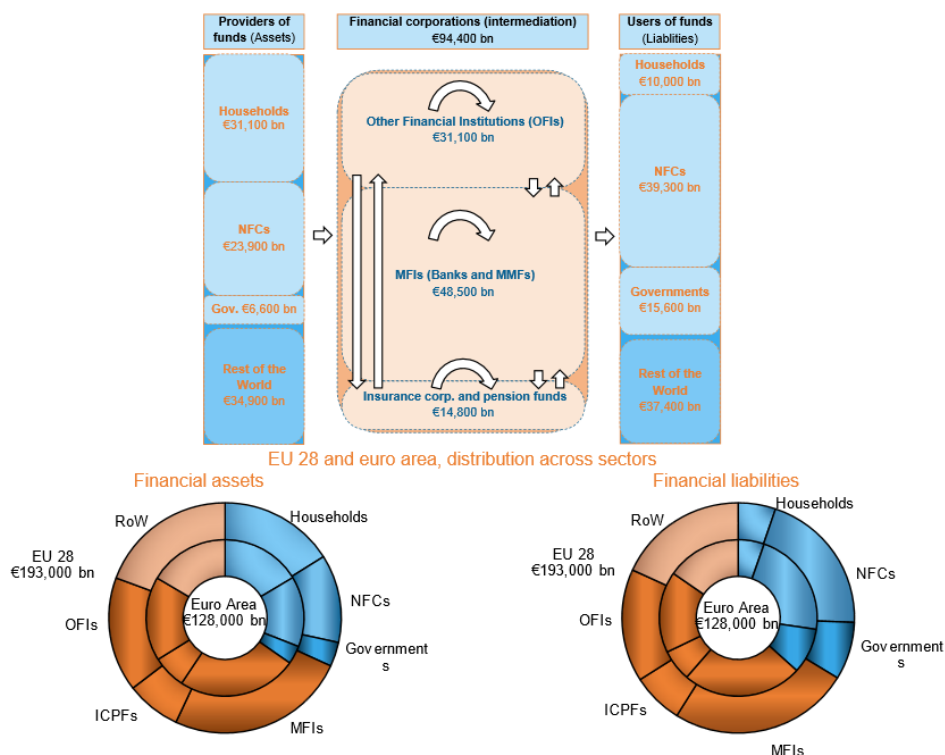 Providers of
funds (Assets)
Financial corporations (intermediation)
€94,400 bn
Users of funds
(Liablities)
Households
€31,100 bn
NFCs
€23,900 bn
Gov. €6,600 bn
Rest of the
World
€34,900 bn
Other Financial Institutions (OFIs)
€31,100 bn
MFIs (Banks and MMFs)
€48,500 bn
Insurance corp. and pension funds
€14,800 bn
Households
€10,000 bn
NFCs
€39,300 bn
Governments
€15,600 bn
Rest of the
World
€37,400 bn
EU 28 and euro area, distribution across sectors
Financial assets
RoW
Households
EU 28
€193,000 bn
NFCs
Euro Area
€128,000 bn
OFIs
Government
s
ICPFs
MFIs
Financial liabilities
RoW
Households
EU 28
€193,000 bn
NFCs
Euro Area
€128,000 bn
OFIs
Government
s
ICPFs
MFIs